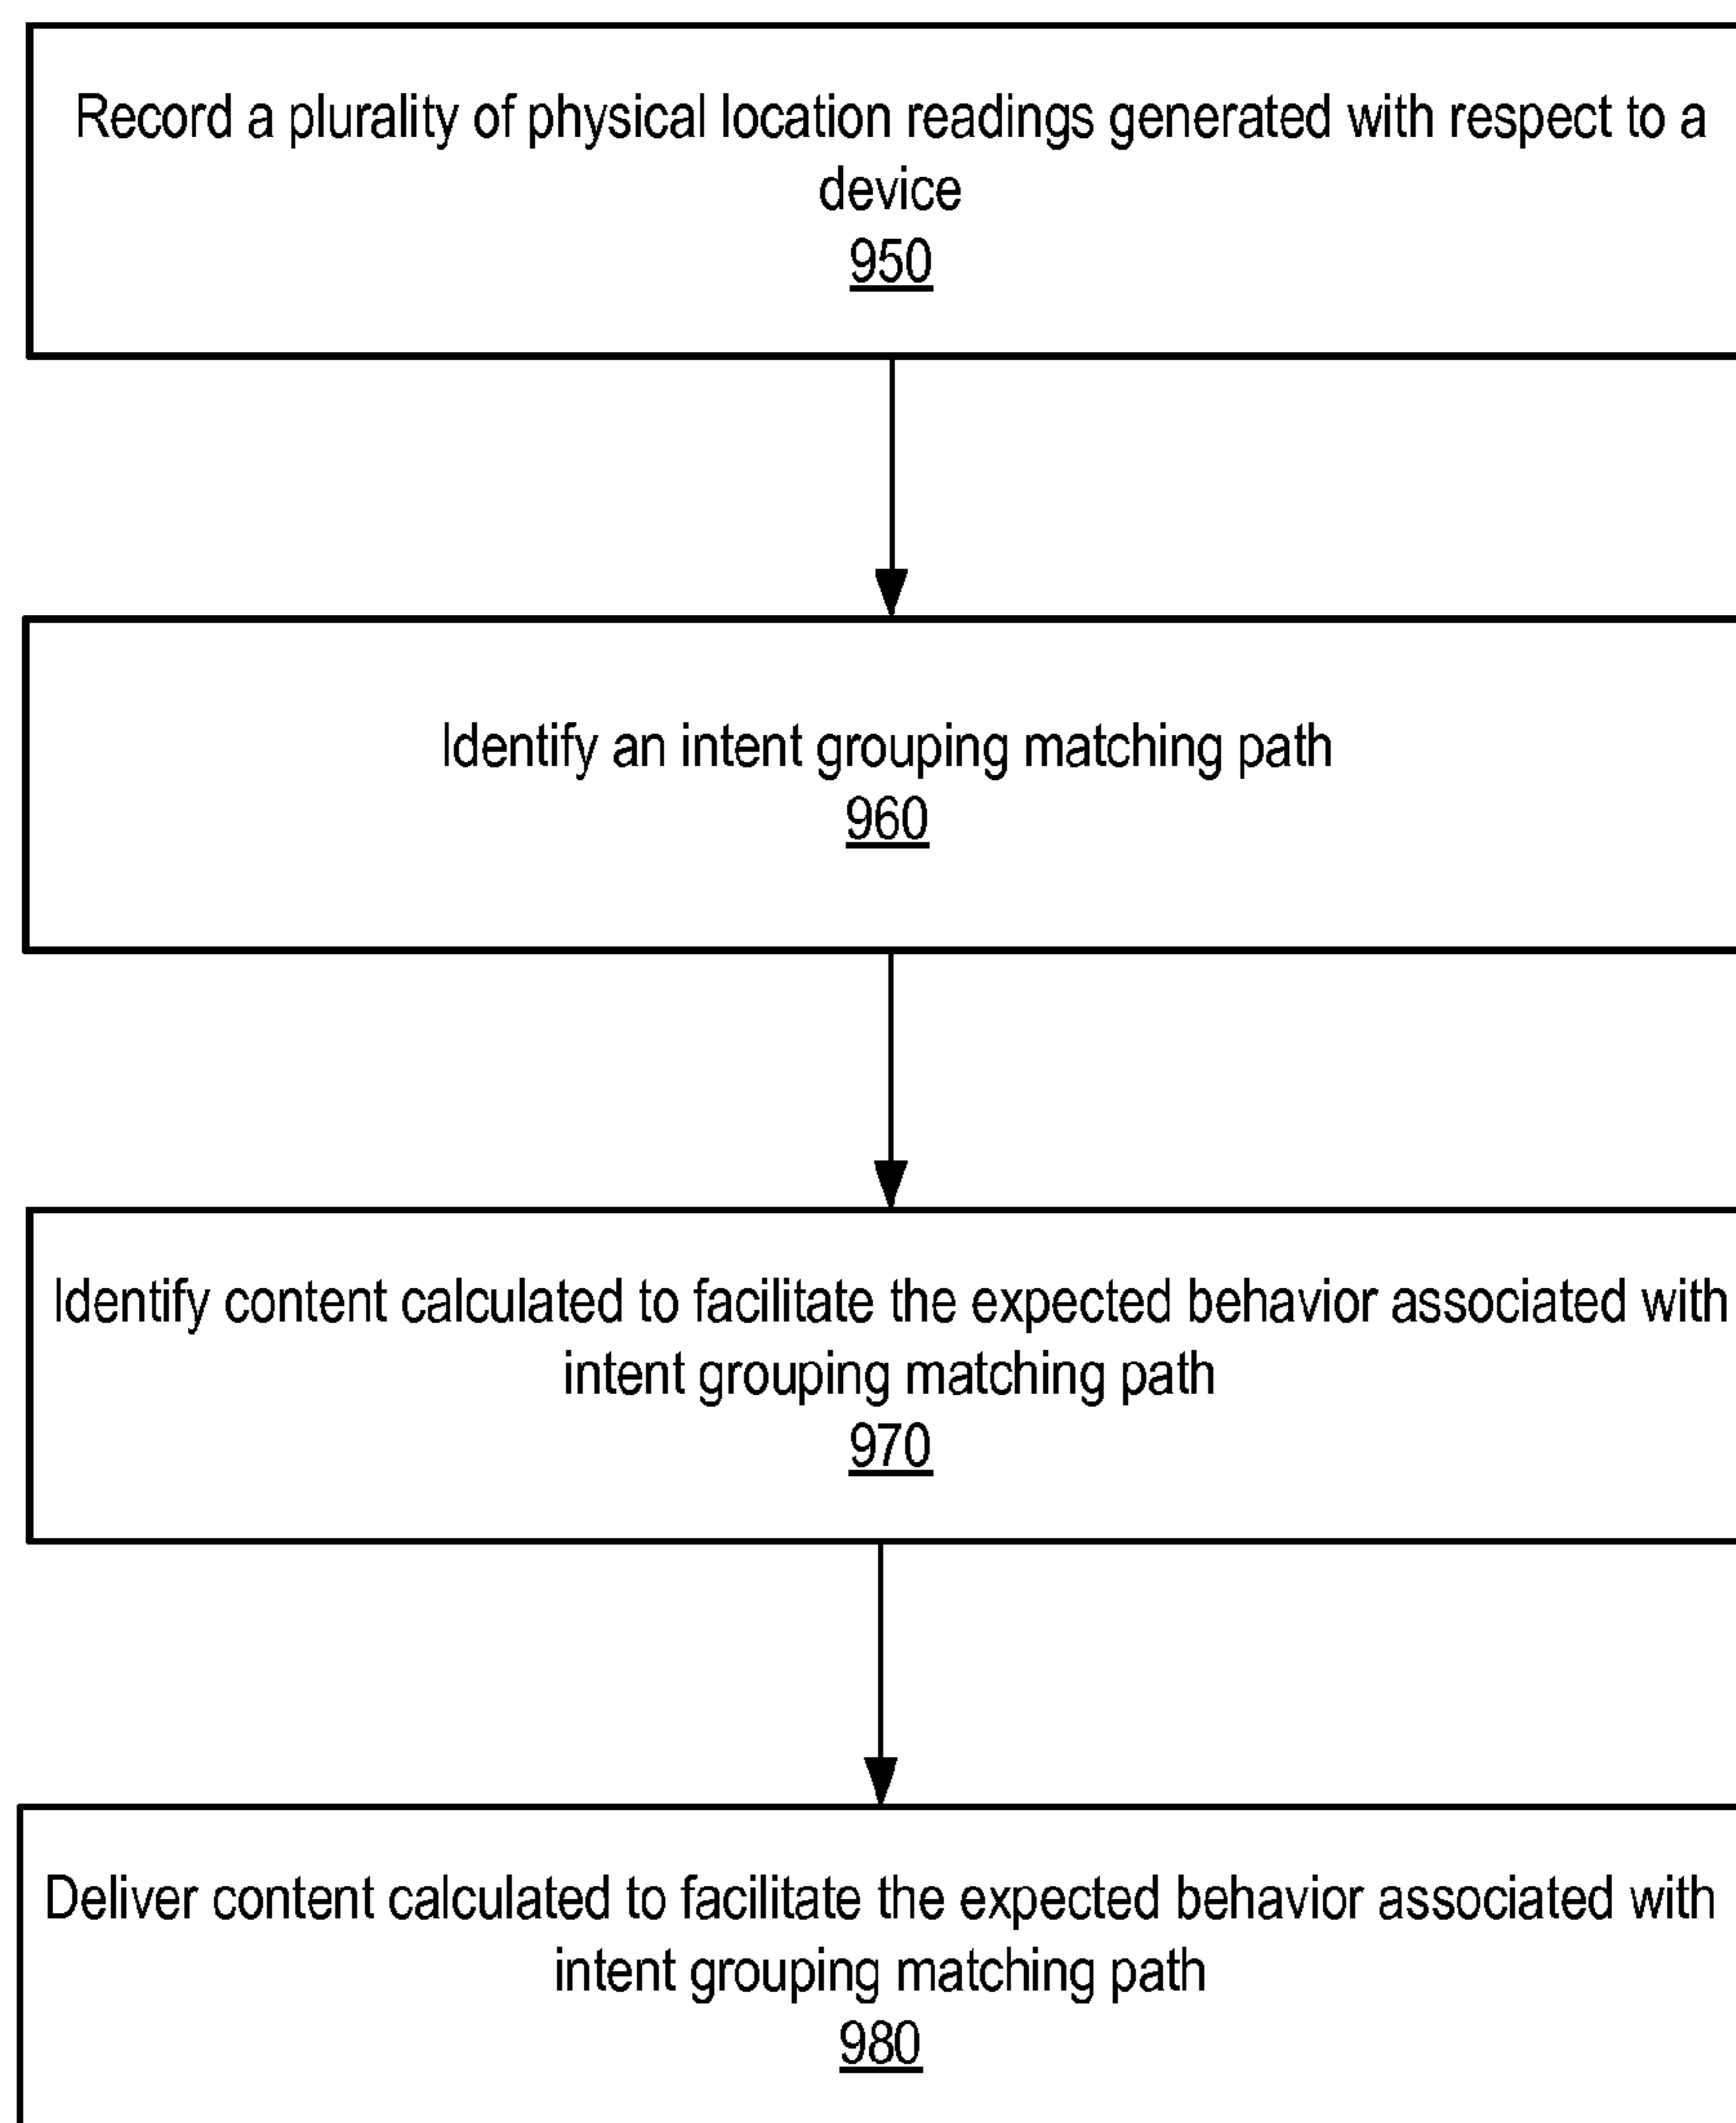 Record a plurality of physical location readings generated with respect to a
device
950
Identify an intent grouping matching path
960
Identify content calculated to facilitate the expected behavior associated with
intent grouping matching path
970
Deliver content calculated to facilitate the expected behavior associated with
intent grouping matching path
980